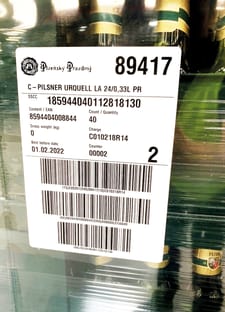 Plzeňský Prazdroj
89417
C-PILSNER URQUELL LA 24/0,33L PR
SSCC
185944040112818130
Content / EAN
Count / Quantity
8594404008844
40
Gross weight (kg)
Charge
0
C010218R14
Best before date
Counter
01.02.2022
00002
2